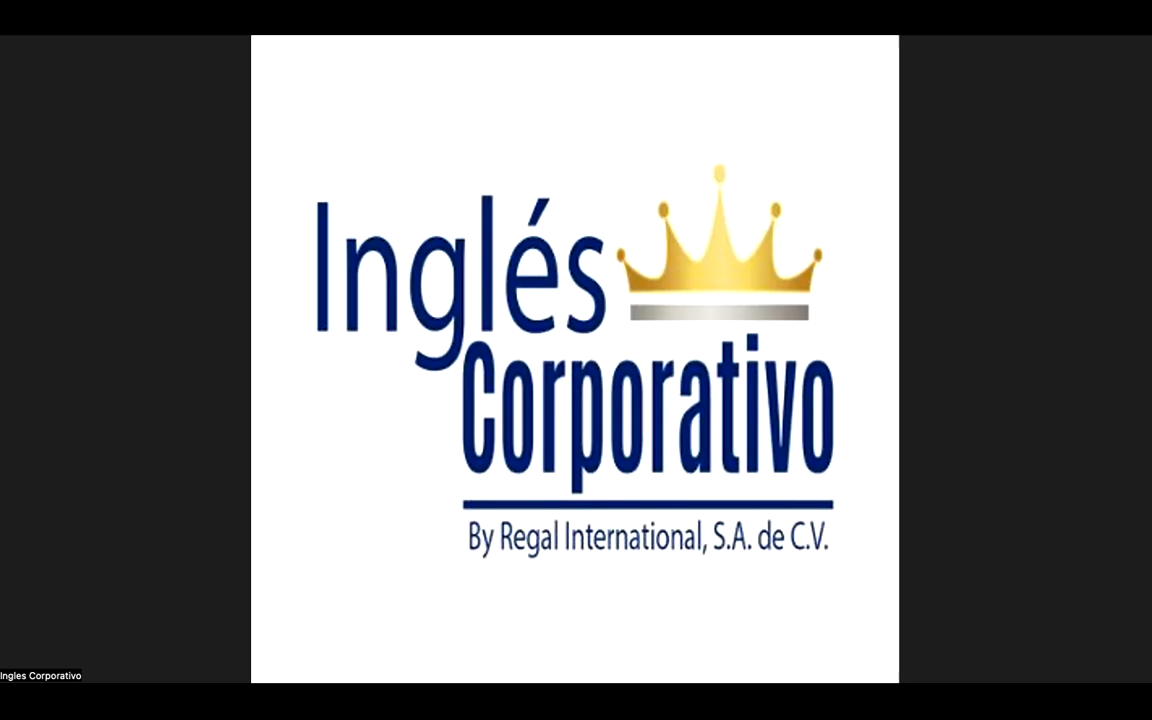 Inglés
Corporativo
By Regal International, S.A. de C.V.
Ingles Corporativo